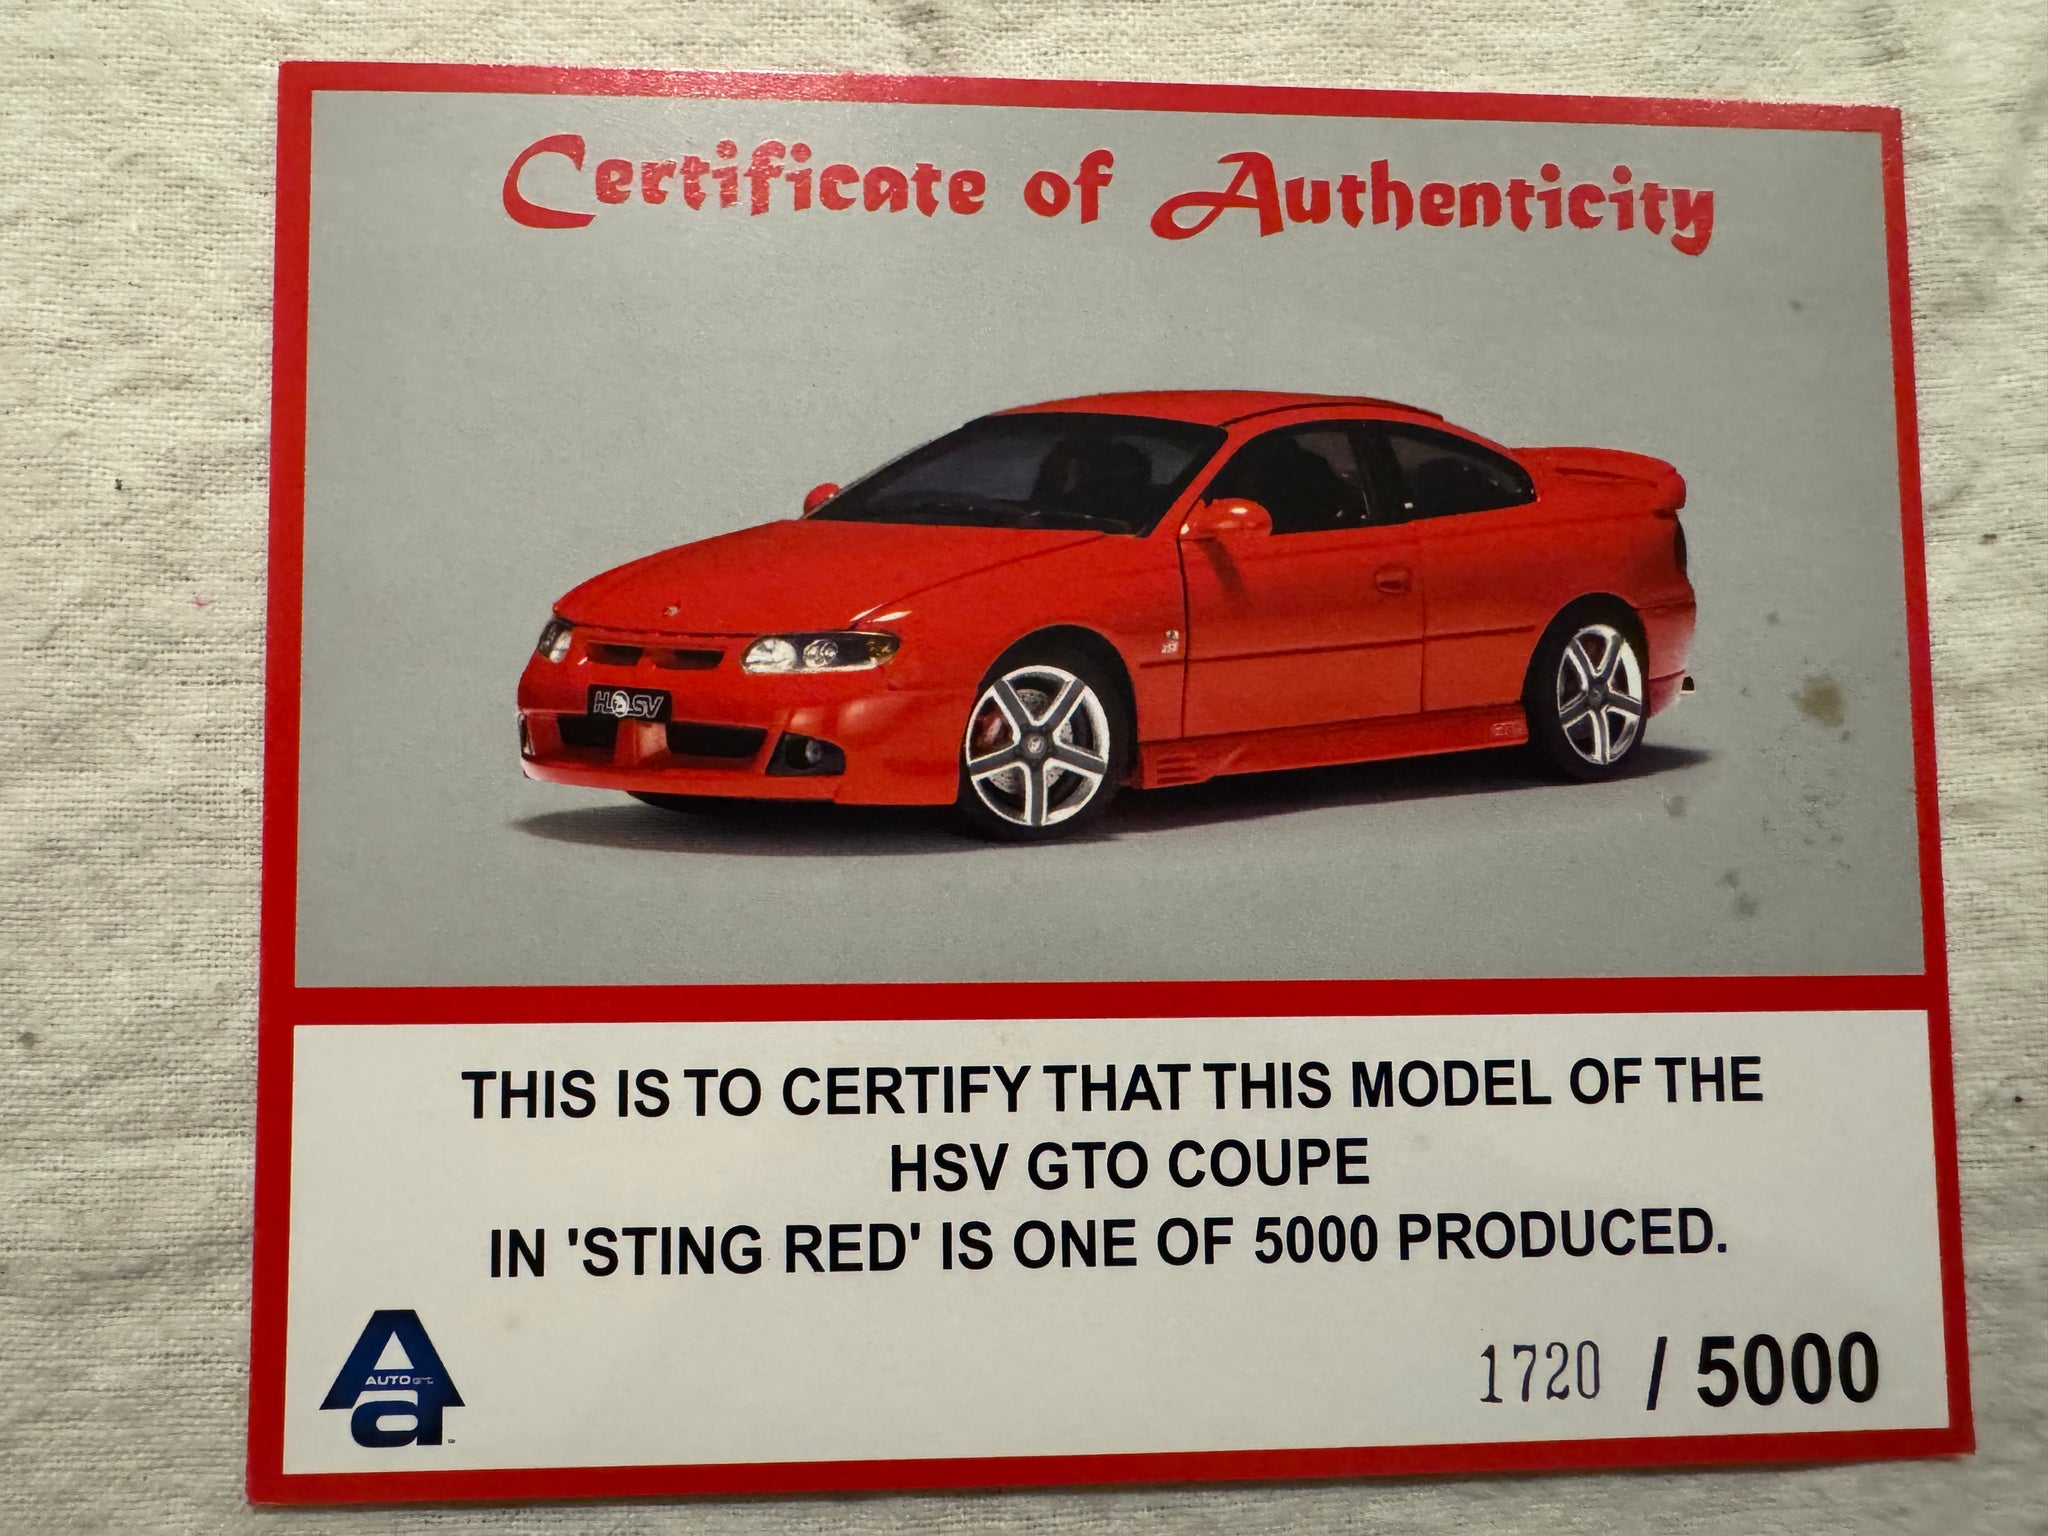 Certificate of Authenticity
HSV
THIS IS TO CERTIFY THAT THIS MODEL OF THE
HSV GTO COUPE
IN 'STING RED' IS ONE OF 5000 PRODUCED.
1720 / 5000
A
AUTO
a